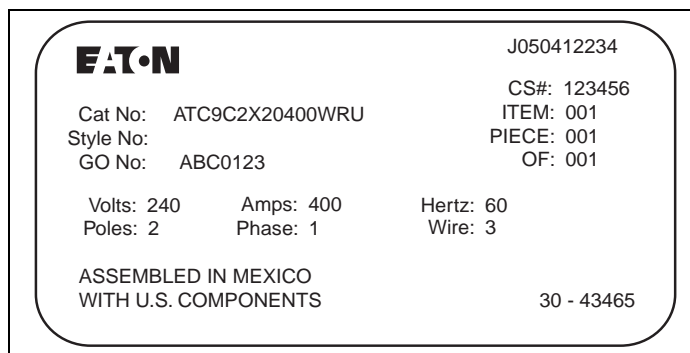 EATON
J050412234
CS#: 123456
Cat No: ATC9C2X20400WRU
ITEM: 001
Style No:
PIECE: 001
GO No: ABC0123
OF: 001
Volts: 240 Amps: 400 Hertz: 60
Poles: 2 Phase: 1 Wire: 3
ASSEMBLED IN MEXICO
WITH U.S. COMPONENTS
30 - 43465